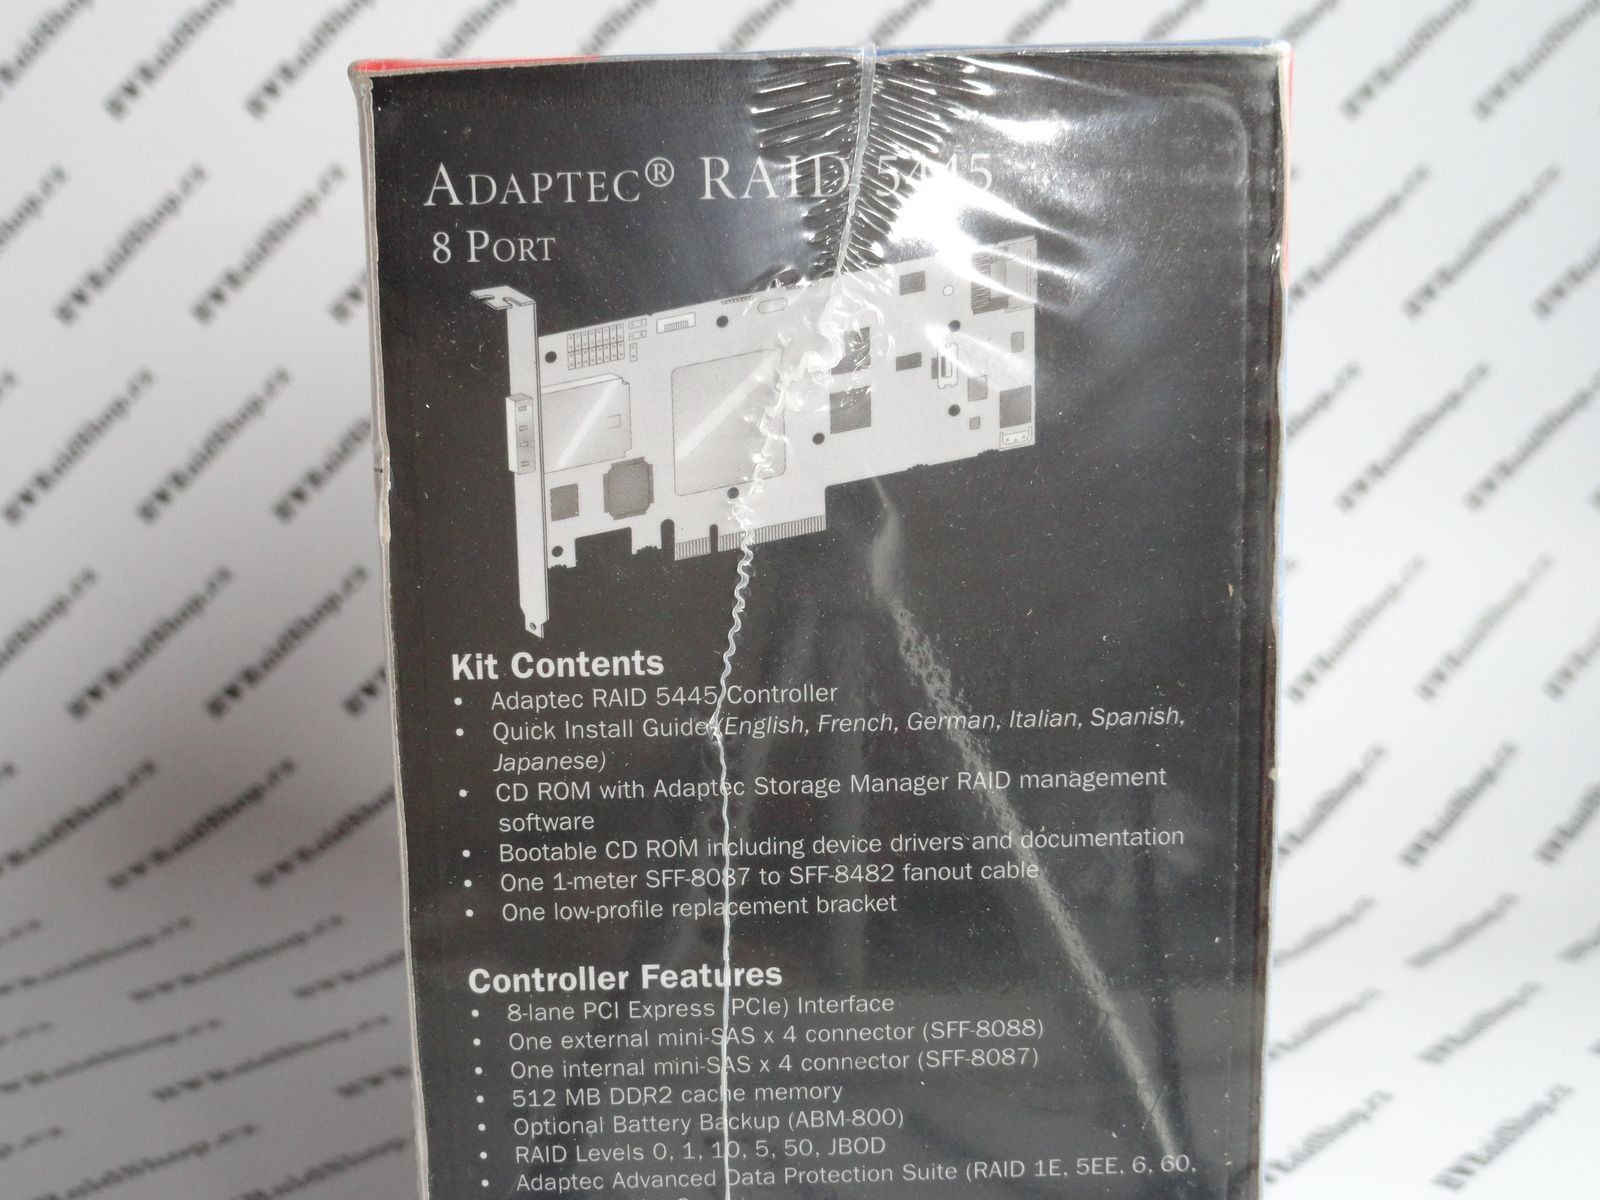 ADAPTEC® RAID 5445
8 PORT
Kit Contents
• Adaptec RAID 5445 Controller
• Quick Install Guide (English, French, German, Italian, Spanish,
Japanese)
• CD ROM with Adaptec Storage Manager RAID management
software
• Bootable CD ROM including device drivers and documentation
• One 1-meter SFF-8087 to SFF-8482 fanout cable
• One low-profile replacement bracket
Controller Features
• 8-lane PCI Express (PCIe) Interface
• One external mini-SAS x 4 connector (SFF-8088)
• One internal mini-SAS x 4 connector (SFF-8087)
• 512 MB DDR2 cache memory
• Optional Battery Backup (ABM-800)
• RAID Levels 0, 1, 10, 5, 50, JBOD
• Adaptec Advanced Data Protection Suite (RAID 1E, 5EE, 6, 60,